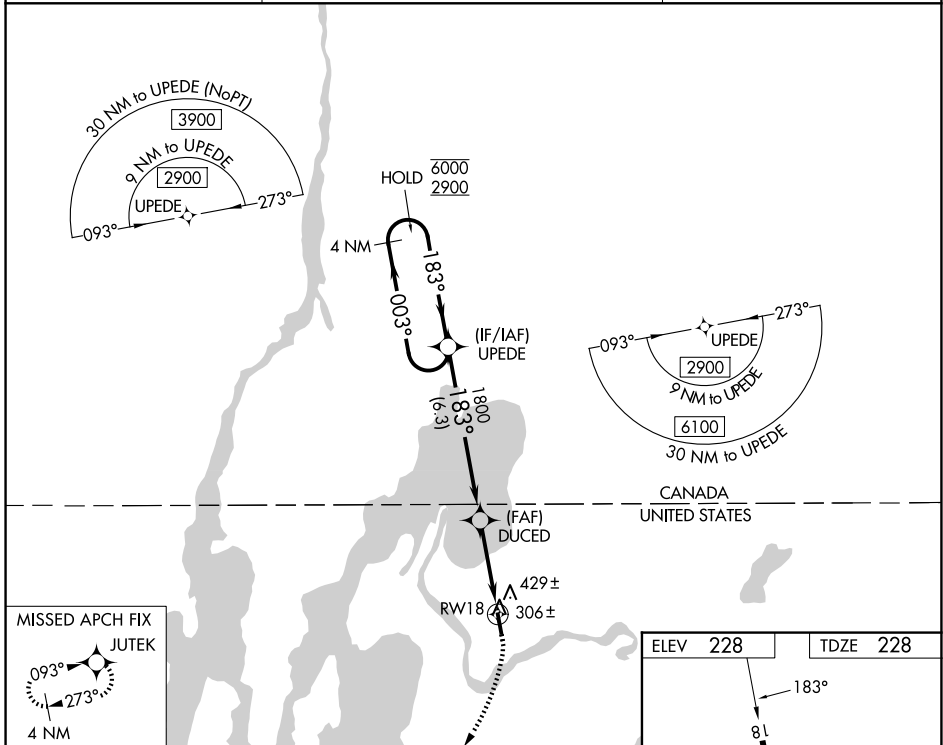 30 NM to UPEDE (NoPT)
3900
9 NM to UPEDE
2900
UPEDE
093°
273°
HOLD
6000
2900
4 NM
183°
003°
(IF/IAF)
UPEDE
1800
183°
(6.3)
093°
273°
UPEDE
2900
9 NM to UPEDE
6100
30 NM to UPEDE
CANADA
UNITED STATES
(FAF)
DUCED
429±
RW18
306±
MISSED APCH FIX
JUTEK
093°
273°
4 NM
ELEV 228
TDZE 228
183°
18